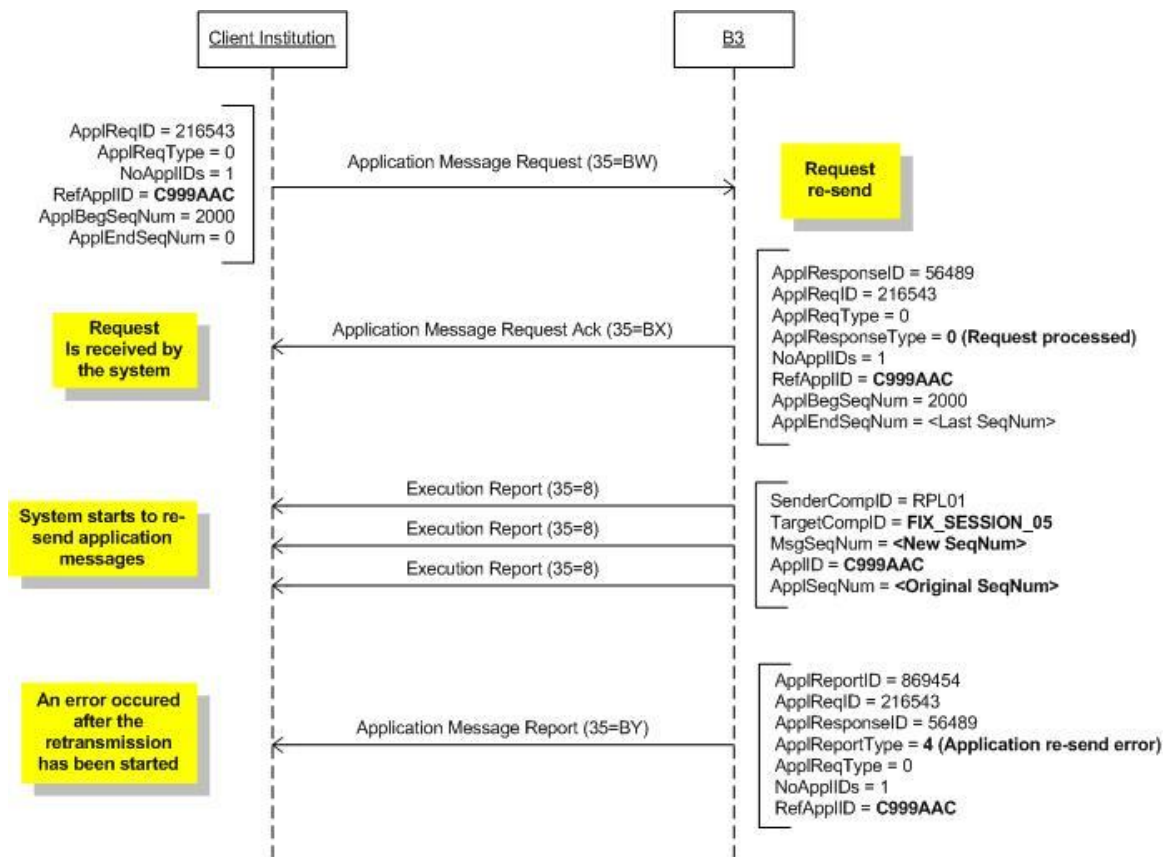 Client Institution
B3
ApplReqID = 216543
ApplReqType = 0
NoApplIDs = 1
RefApplID = C999AAC
ApplBegSeqNum = 2000
ApplEndSeqNum = 0
Application Message Request (35=BW)
Request
re-send
Request
Is received by
the system
Application Message Request Ack (35=BX)
ApplResponseID = 56489
ApplReqID = 216543
ApplReqType = 0
ApplResponseType = 0 (Request processed)
NoApplIDs = 1
RefApplID = C999AAC
ApplBegSeqNum = 2000
ApplEndSeqNum = <Last SeqNum>
System starts to re-
send application
messages
Execution Report (35=8)
Execution Report (35=8)
Execution Report (35=8)
SenderCompID = RPL01
TargetCompID = FIX_SESSION_05
MsgSeqNum = <New SeqNum>
ApplID = C999AAC
ApplSeqNum = <Original SeqNum>
An error occured
after the
retransmission
has been started
Application Message Report (35=BY)
ApplReportID = 869454
ApplReqID = 216543
ApplResponseID = 56489
ApplReportType = 4 (Application re-send error)
ApplReqType = 0
NoApplIDs = 1
RefApplID = C999AAC